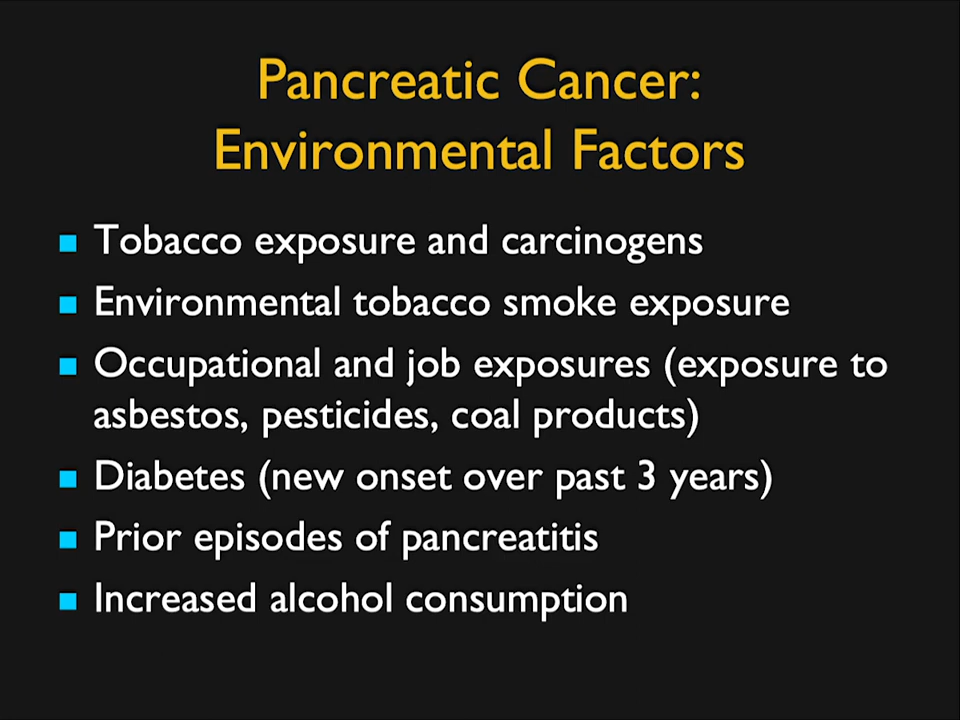 Pancreatic Cancer:
Environmental Factors
Tobacco exposure and carcinogens
Environmental tobacco smoke exposure
Occupational and job exposures (exposure to
asbestos, pesticides, coal products)
Diabetes (new onset over past 3 years)
Prior episodes of pancreatitis
Increased alcohol consumption